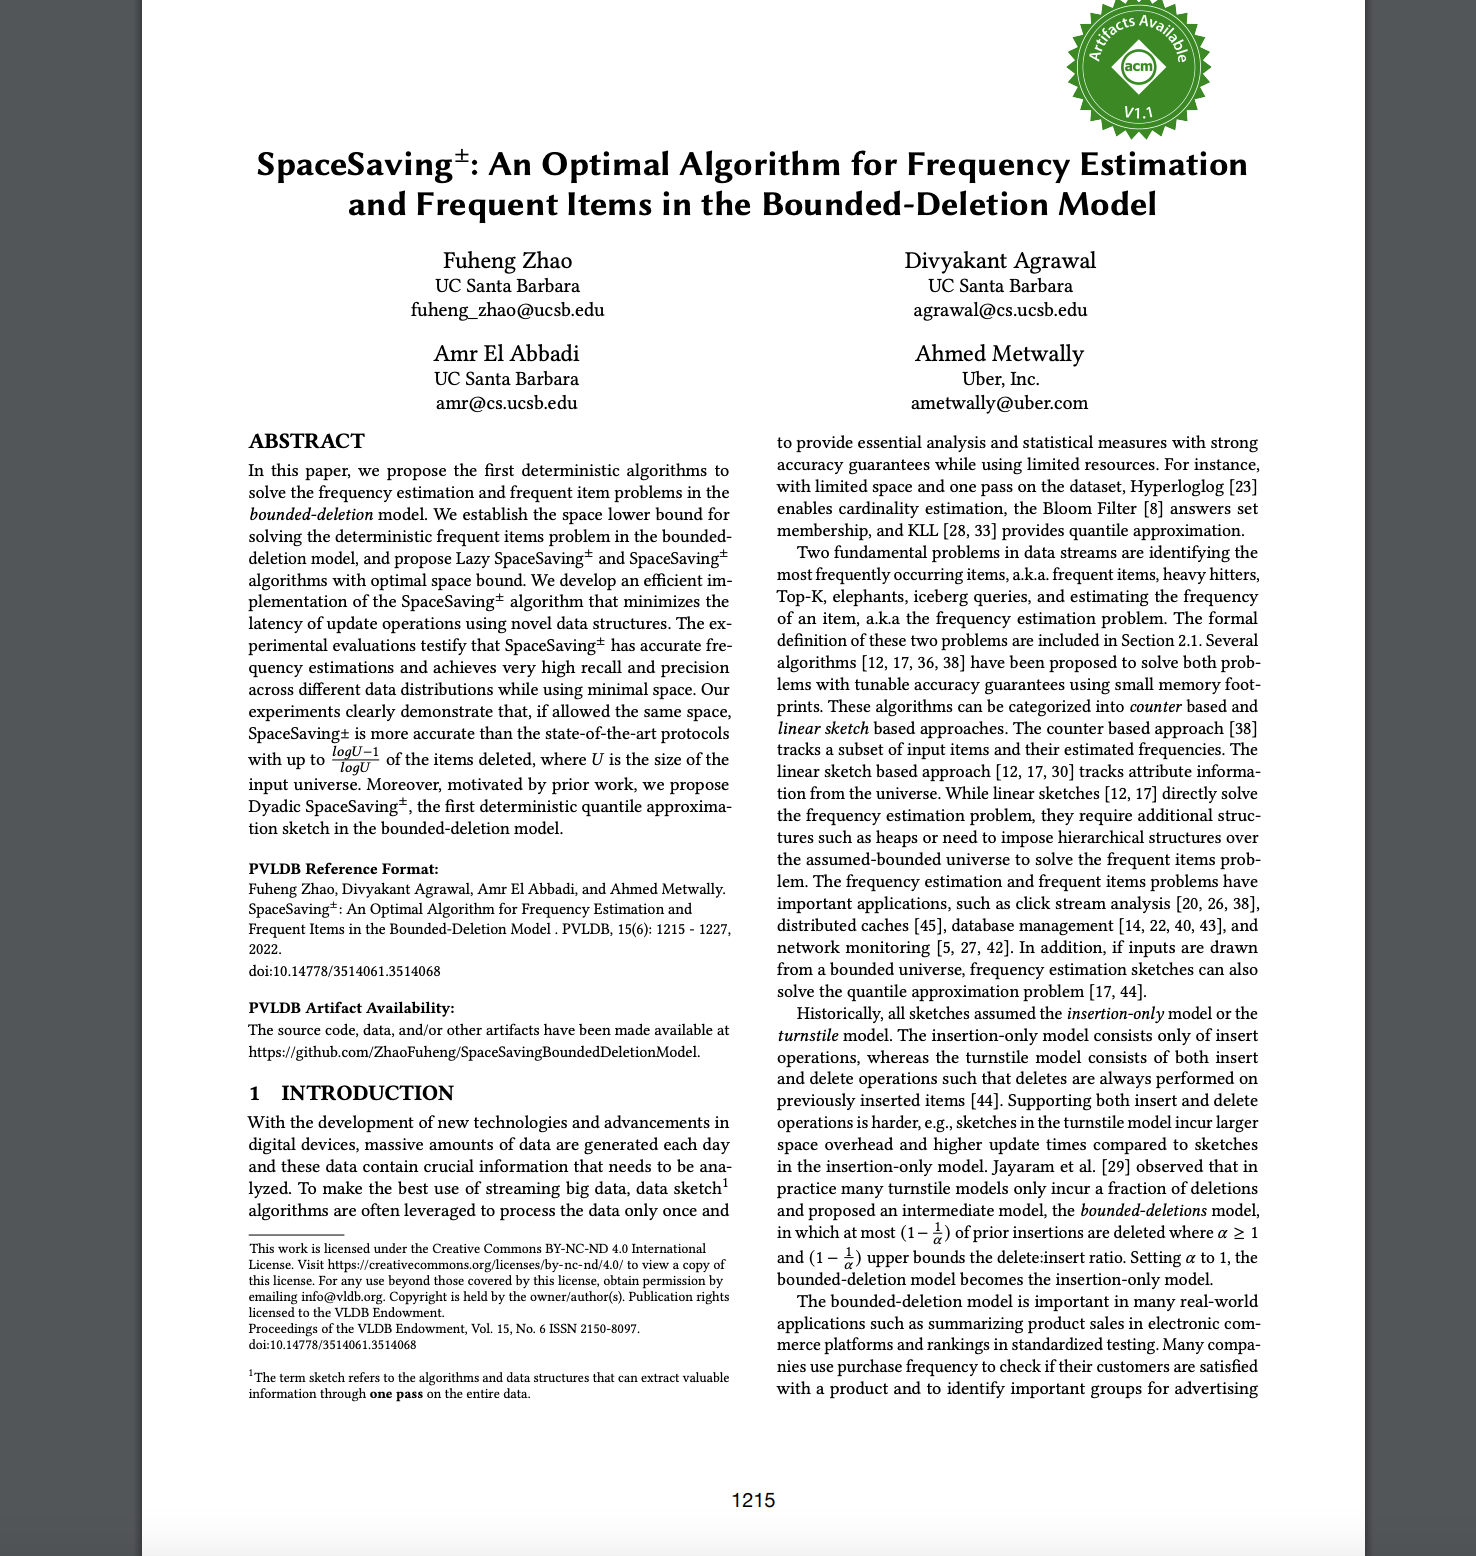 Artifacts Available
acm
V1.1
SpaceSaving±: An Optimal Algorithm for Frequency Estimation
and Frequent Items in the Bounded-Deletion Model
Fuheng Zhao
UC Santa Barbara
fuheng_zhao@ucsb.edu
Divyakant Agrawal
UC Santa Barbara
agrawal@cs.ucsb.edu
Amr El Abbadi
UC Santa Barbara
amr@cs.ucsb.edu
Ahmed Metwally
Uber, Inc.
ametwally@uber.com
ABSTRACT
In this paper, we propose the first deterministic algorithms to
solve the frequency estimation and frequent item problems in the
bounded-deletion model. We establish the space lower bound for
solving the deterministic frequent items problem in the bounded-
deletion model, and propose Lazy SpaceSaving± and SpaceSaving±
algorithms with optimal space bound. We develop an efficient im-
plementation of the SpaceSaving± algorithm that minimizes the
latency of update operations using novel data structures. The ex-
perimental evaluations testify that SpaceSaving± has accurate fre-
quency estimations and achieves very high recall and precision
across different data distributions while using minimal space. Our
experiments clearly demonstrate that, if allowed the same space,
SpaceSaving± is more accurate than the state-of-the-art protocols
with up to (logU−1)/(logU) of the items deleted, where U is the size of the
input universe. Moreover, motivated by prior work, we propose
Dyadic SpaceSaving±, the first deterministic quantile approxima-
tion sketch in the bounded-deletion model.
PVLDB Reference Format:
Fuheng Zhao, Divyakant Agrawal, Amr El Abbadi, and Ahmed Metwally.
SpaceSaving±: An Optimal Algorithm for Frequency Estimation and
Frequent Items in the Bounded-Deletion Model . PVLDB, 15(6): 1215 - 1227,
2022.
doi:10.14778/3514061.3514068
PVLDB Artifact Availability:
The source code, data, and/or other artifacts have been made available at
https://github.com/ZhaoFuheng/SpaceSavingBoundedDeletionModel.
1 INTRODUCTION
With the development of new technologies and advancements in
digital devices, massive amounts of data are generated each day
and these data contain crucial information that needs to be ana-
lyzed. To make the best use of streaming big data, data sketch1
algorithms are often leveraged to process the data only once and
This work is licensed under the Creative Commons BY-NC-ND 4.0 International
License. Visit https://creativecommons.org/licenses/by-nc-nd/4.0/ to view a copy of
this license. For any use beyond those covered by this license, obtain permission by
emailing info@vldb.org. Copyright is held by the owner/author(s). Publication rights
licensed to the VLDB Endowment.
Proceedings of the VLDB Endowment, Vol. 15, No. 6 ISSN 2150-8097.
doi:10.14778/3514061.3514068
1The term sketch refers to the algorithms and data structures that can extract valuable
information through one pass on the entire data.
to provide essential analysis and statistical measures with strong
accuracy guarantees while using limited resources. For instance,
with limited space and one pass on the dataset, Hyperloglog [23]
enables cardinality estimation, the Bloom Filter [8] answers set
membership, and KLL [28, 33] provides quantile approximation.
Two fundamental problems in data streams are identifying the
most frequently occurring items, a.k.a. frequent items, heavy hitters,
Top-K, elephants, iceberg queries, and estimating the frequency
of an item, a.k.a the frequency estimation problem. The formal
definition of these two problems are included in Section 2.1. Several
algorithms [12, 17, 36, 38] have been proposed to solve both prob-
lems with tunable accuracy guarantees using small memory foot-
prints. These algorithms can be categorized into counter based and
linear sketch based approaches. The counter based approach [38]
tracks a subset of input items and their estimated frequencies. The
linear sketch based approach [12, 17, 30] tracks attribute informa-
tion from the universe. While linear sketches [12, 17] directly solve
the frequency estimation problem, they require additional struc-
tures such as heaps or need to impose hierarchical structures over
the assumed-bounded universe to solve the frequent items prob-
lem. The frequency estimation and frequent items problems have
important applications, such as click stream analysis [20, 26, 38],
distributed caches [45], database management [14, 22, 40, 43], and
network monitoring [5, 27, 42]. In addition, if inputs are drawn
from a bounded universe, frequency estimation sketches can also
solve the quantile approximation problem [17, 44].
Historically, all sketches assumed the insertion-only model or the
turnstile model. The insertion-only model consists only of insert
operations, whereas the turnstile model consists of both insert
and delete operations such that deletes are always performed on
previously inserted items [44]. Supporting both insert and delete
operations is harder, e.g., sketches in the turnstile model incur larger
space overhead and higher update times compared to sketches
in the insertion-only model. Jayaram et al. [29] observed that in
practice many turnstile models only incur a fraction of deletions
and proposed an intermediate model, the bounded-deletions model,
in which at most (1− 1/α) of prior insertions are deleted where α ≥ 1
and (1 − 1/α) upper bounds the delete:insert ratio. Setting α to 1, the
bounded-deletion model becomes the insertion-only model.
The bounded-deletion model is important in many real-world
applications such as summarizing product sales in electronic com-
merce platforms and rankings in standardized testing. Many compa-
nies use purchase frequency to check if their customers are satisfied
with a product and to identify important groups for advertising
1215